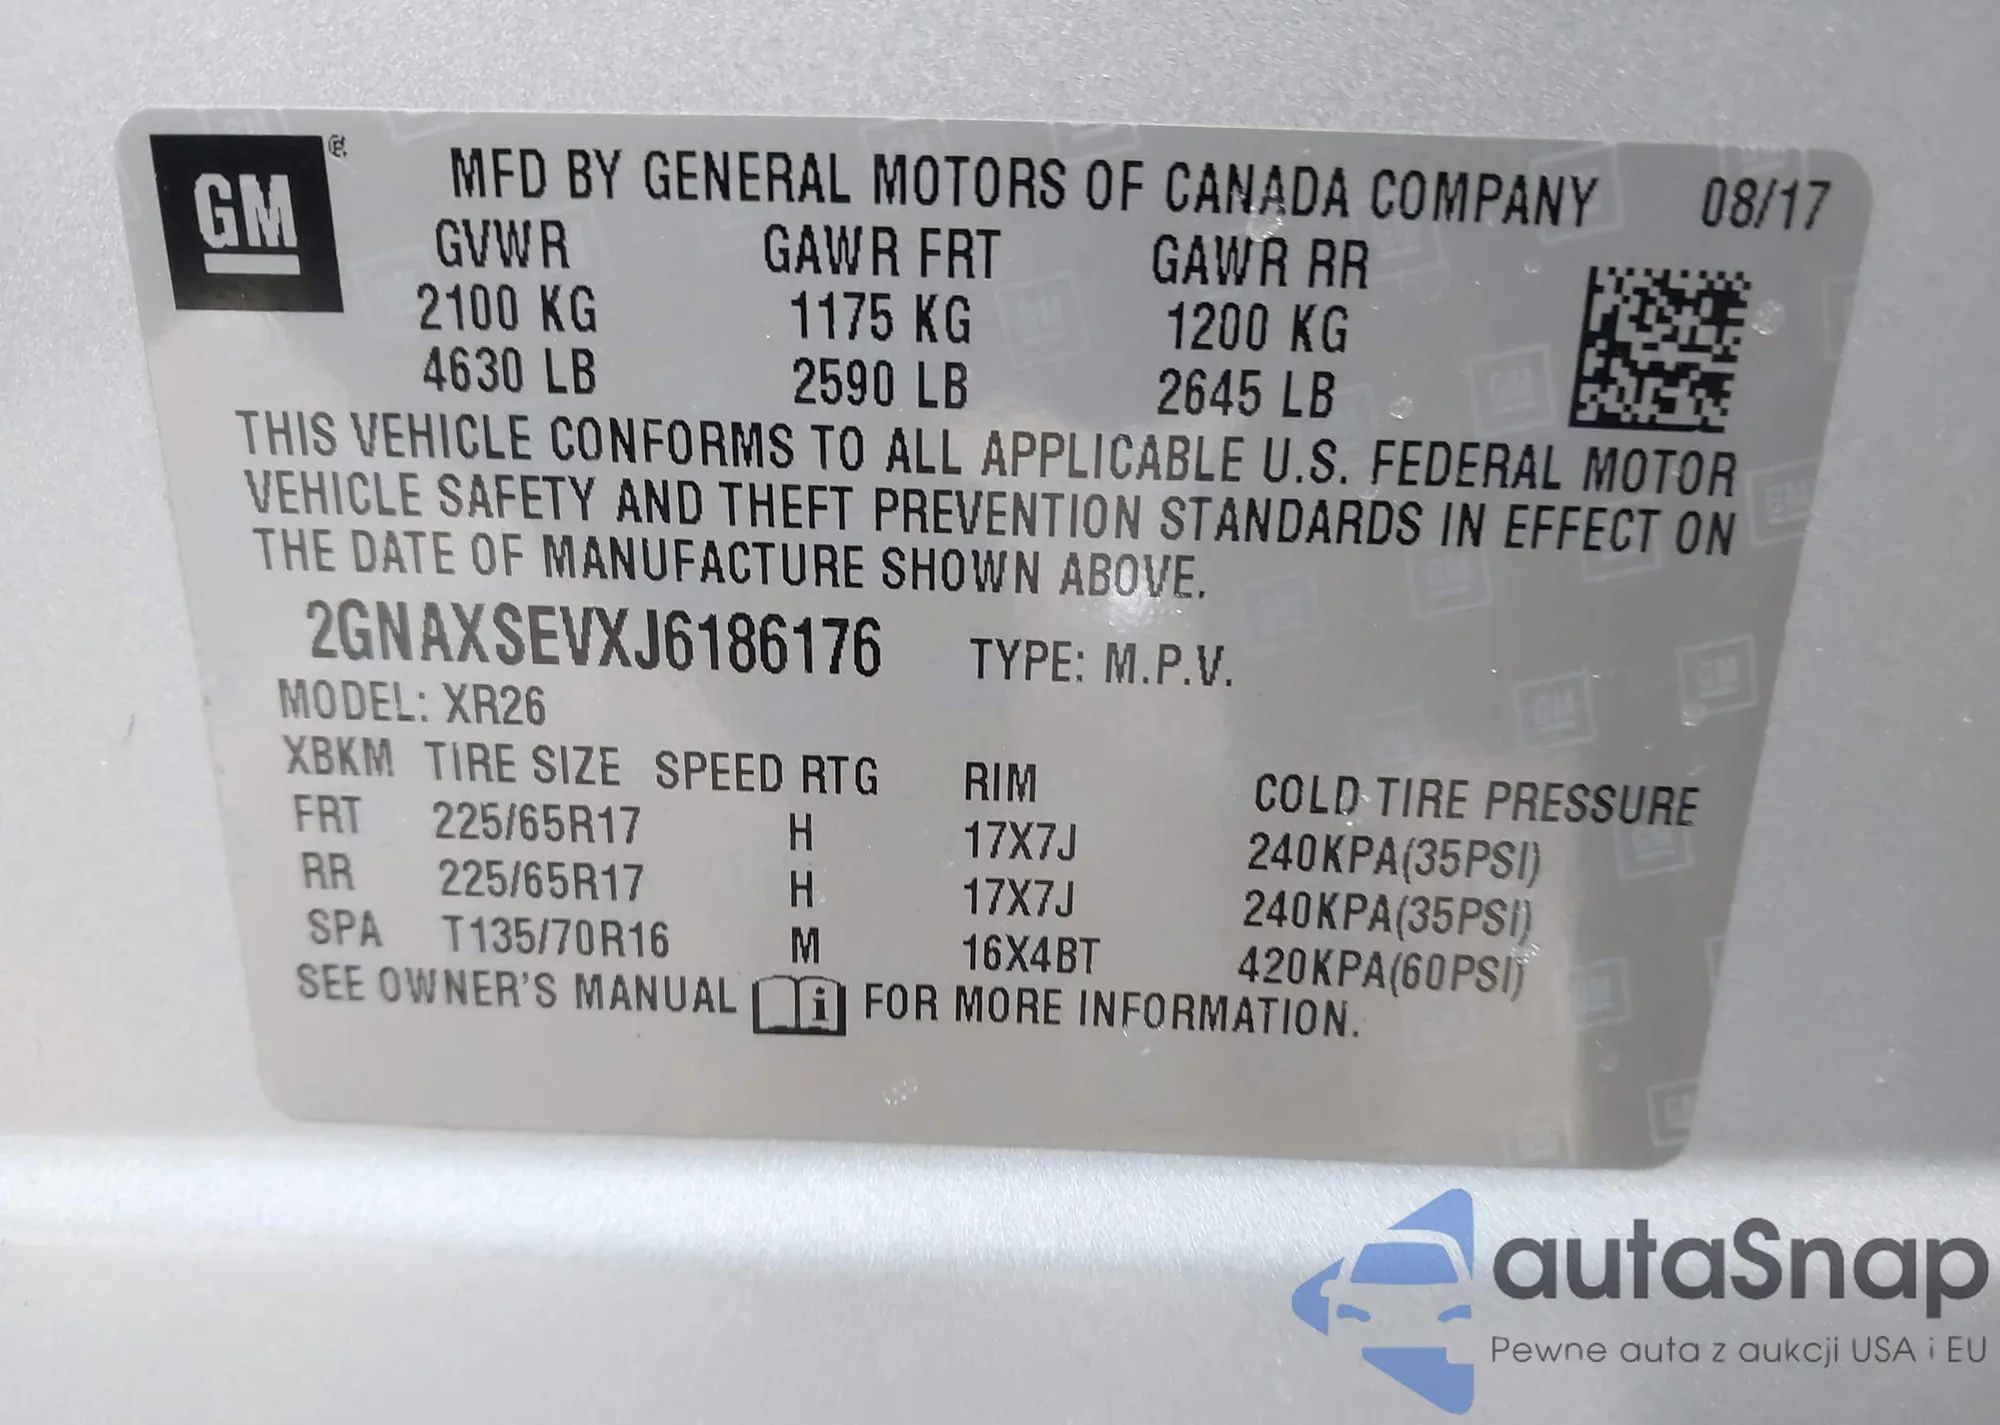 GM ®
MFD BY GENERAL MOTORS OF CANADA COMPANY 08/17
GVWR GAWR FRT GAWR RR
2100 KG 1175 KG 1200 KG
4630 LB 2590 LB 2645 LB
THIS VEHICLE CONFORMS TO ALL APPLICABLE U.S. FEDERAL MOTOR
VEHICLE SAFETY AND THEFT PREVENTION STANDARDS IN EFFECT ON
THE DATE OF MANUFACTURE SHOWN ABOVE.
2GNAXSEVXJ6186176 TYPE: M.P.V.
MODEL: XR26
XBKM TIRE SIZE SPEED RTG RIM COLD TIRE PRESSURE
FRT 225/65R17 H 17X7J 240KPA(35PSI)
RR 225/65R17 H 17X7J 240KPA(35PSI)
SPA T135/70R16 M 16X4BT 420KPA(60PSI)
SEE OWNER'S MANUAL i FOR MORE INFORMATION.
autaSnap
Pewne auta z aukcji USA i EU